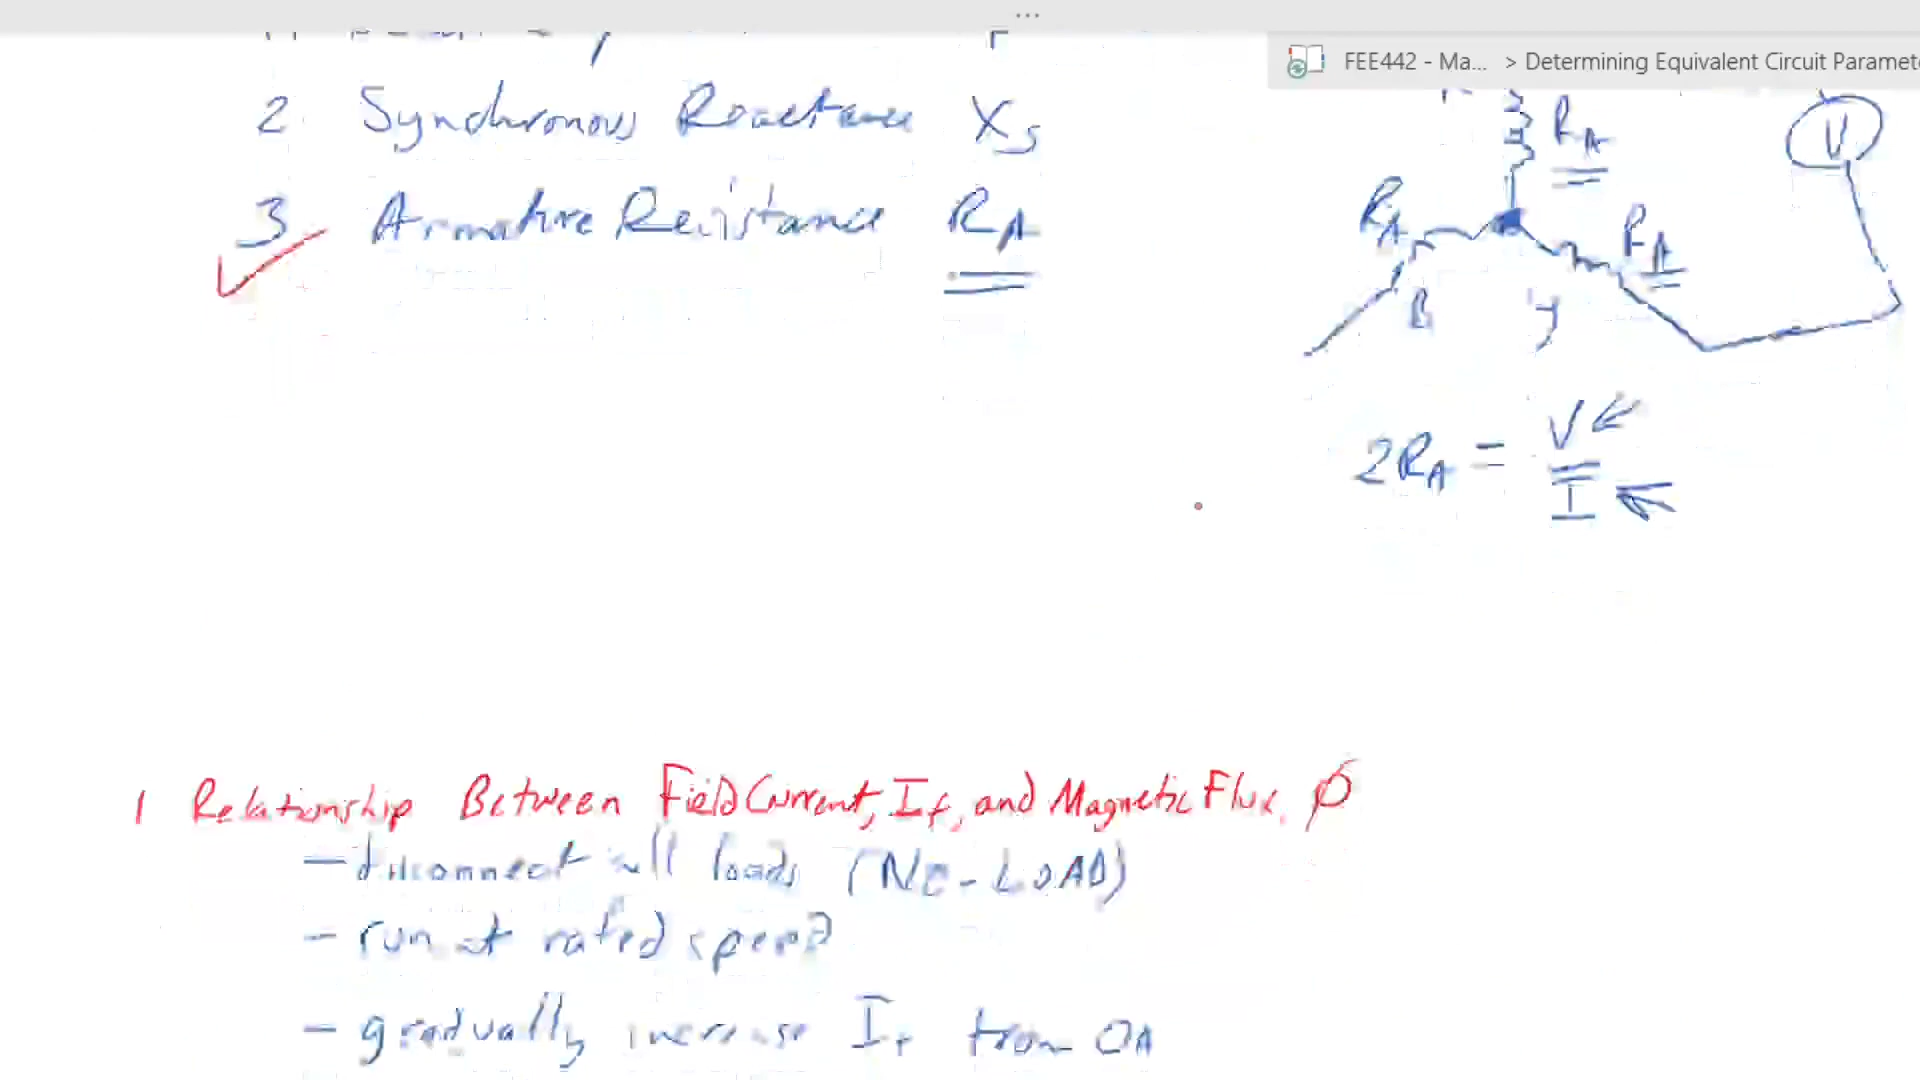 ...
FEE442 - Ma... > Determining Equivalent Circuit Paramet
2 Synchronous Reactance Xs
3 Armature Resistance RA
RA
V
RA
RA
B
y
2RA = V
I
1 Relationship Between Field Current, If, and Magnetic Flux, Ø
- disconnect all loads (NO-LOAD)
- run at rated speed
- gradually increase If from 0A